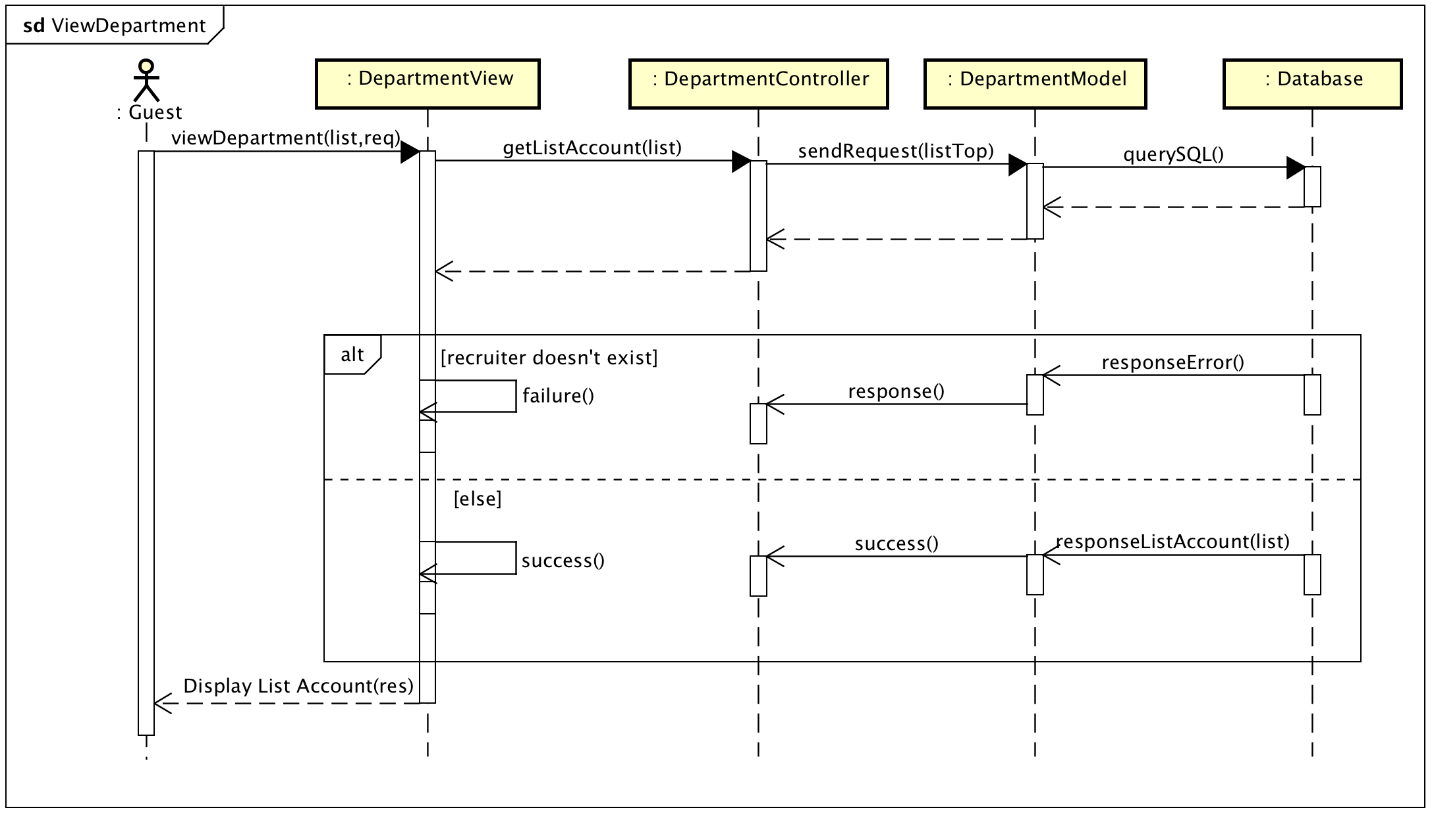 sd ViewDepartment
: Guest
: DepartmentView
: DepartmentController
: DepartmentModel
: Database
viewDepartment(list,req)
getListAccount(list)
sendRequest(listTop)
querySQL()
alt
[recruiter doesn't exist]
responseError()
failure()
response()
[else]
success()
success()
responseListAccount(list)
Display List Account(res)